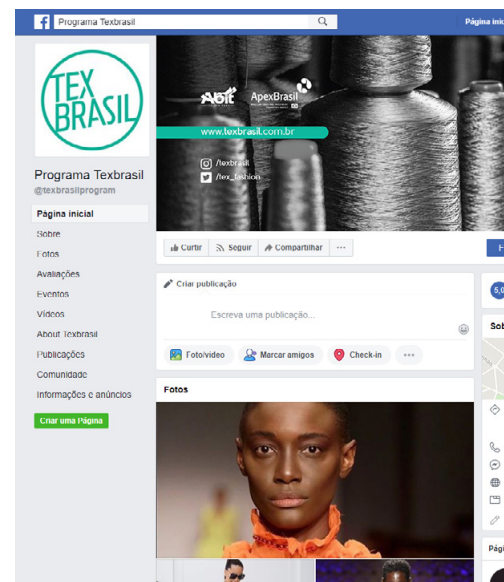 Programa Texbrasil
Página inic
TEX
BRASIL
Abit
ApexBrasil
www.texbrasil.com.br
/texbrasil
/tex_fashion
Programa Texbrasil
@texbrasilprogram
Página inicial
Sobre
Fotos
Avaliações
Eventos
Vídeos
About Texbrasil
Publicações
Comunidade
Informações e anúncios
Criar uma Página
Curtir
Seguir
Compartilhar
Criar publicação
Escreva uma publicação...
Foto/vídeo
Marcar amigos
Check-in
Fotos
5,0
Sob
Pági